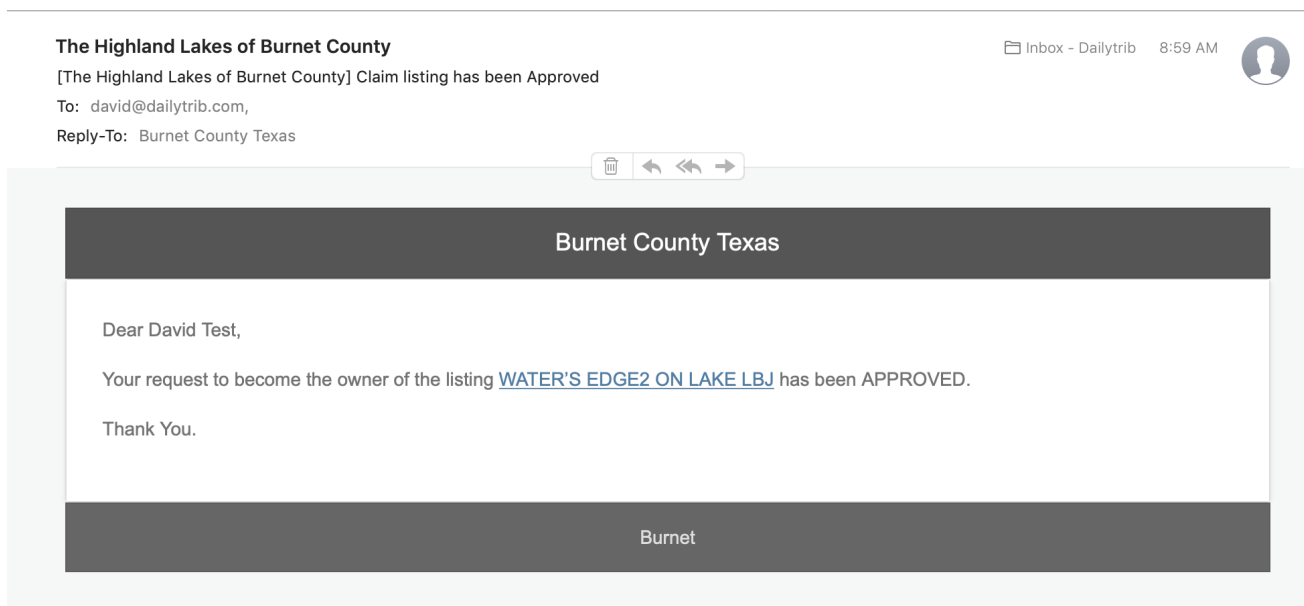 The Highland Lakes of Burnet County
Inbox - Dailytrib 8:59 AM
[The Highland Lakes of Burnet County] Claim listing has been Approved
To: david@dailytrib.com,
Reply-To: Burnet County Texas
Burnet County Texas
Dear David Test,
Your request to become the owner of the listing WATER’S EDGE2 ON LAKE LBJ has been APPROVED.
Thank You.
Burnet